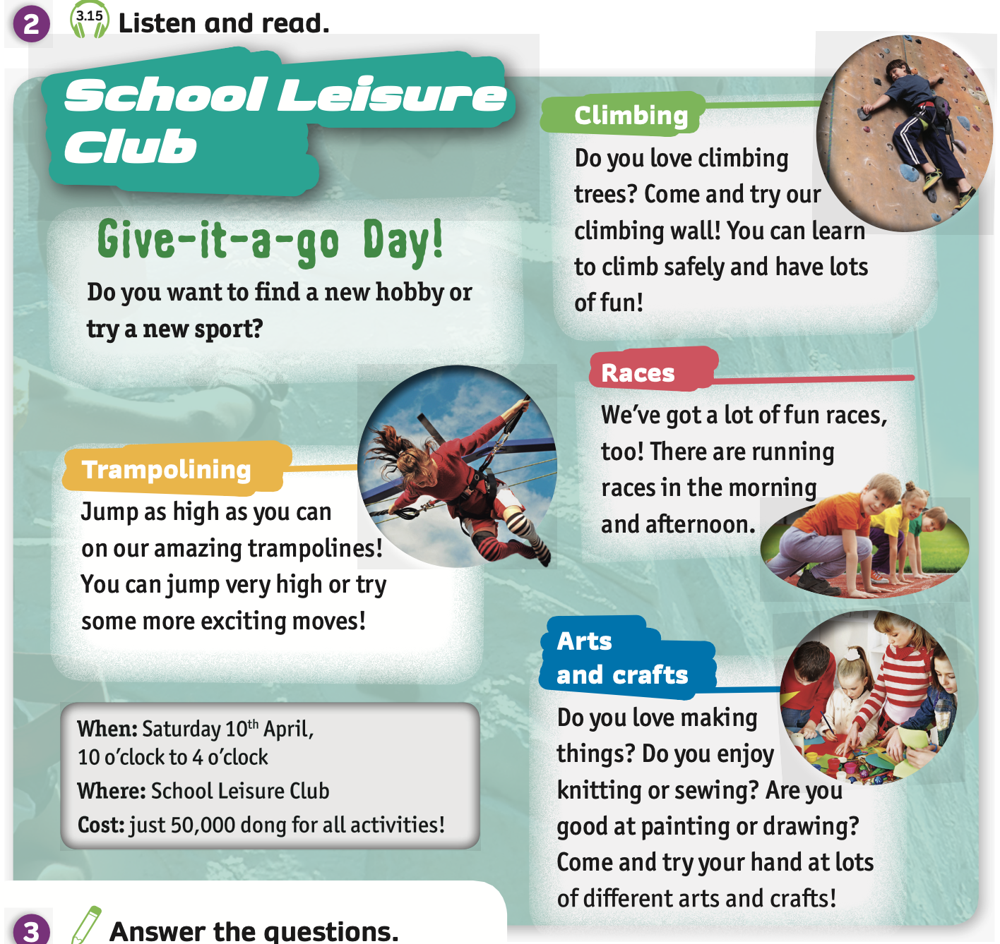 2
3.15
Listen and read.
School Leisure
Club
Give-it-a-go Day!
Do you want to find a new hobby or
try a new sport?
Trampolining
Jump as high as you can
on our amazing trampolines!
You can jump very high or try
some more exciting moves!
When: Saturday 10th April,
10 o'clock to 4 o'clock
Where: School Leisure Club
Cost: just 50,000 dong for all activities!
Climbing
Do you love climbing
trees? Come and try our
climbing wall! You can learn
to climb safely and have lots
of fun!
Races
We've got a lot of fun races,
too! There are running
races in the morning
and afternoon.
Arts
and crafts
Do you love making
things? Do you enjoy
knitting or sewing? Are you
good at painting or drawing?
Come and try your hand at lots
of different arts and crafts!
3
Answer the questions.